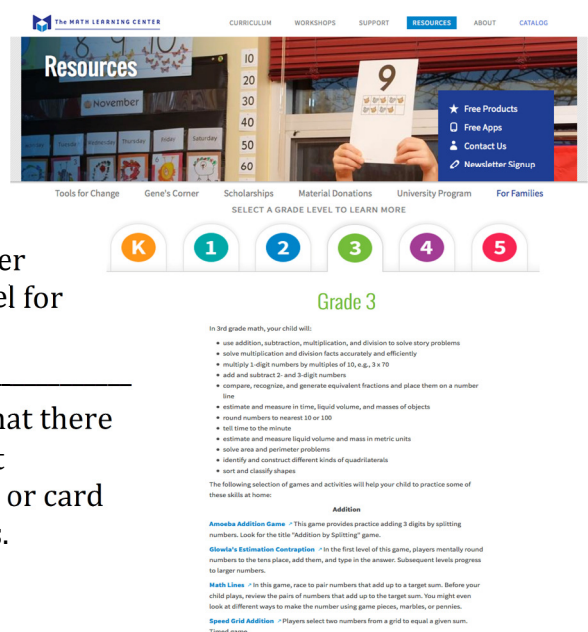 The MATH LEARNING CENTER
CURRICULUM WORKSHOPS SUPPORT RESOURCES ABOUT CATALOG
Resources
November
Tuesday Wednesday Thursday Friday Saturday
10
20
30
40
50
60
9
Free Products
Free Apps
Contact Us
Newsletter Signup
Tools for Change Gene's Corner Scholarships Material Donations University Program For Families
SELECT A GRADE LEVEL TO LEARN MORE
K 1 2 3 4 5
er
el for
hat there
t
or card
s.
Grade 3
In 3rd grade math, your child will:
use addition, subtraction, multiplication, and division to solve story problems
solve multiplication and division facts accurately and efficiently
multiply 1-digit numbers by multiples of 10, e.g., 3 x 70
add and subtract 2- and 3-digit numbers
compare, recognize, and generate equivalent fractions and place them on a number
line
estimate and measure in time, liquid volume, and masses of objects
round numbers to nearest 10 or 100
tell time to the minute
estimate and measure liquid volume and mass in metric units
solve area and perimeter problems
identify and construct different kinds of quadrilaterals
sort and classify shapes
The following selection of games and activities will help your child to practice some of
these skills at home:
Addition
Amoeba Addition Game This game provides practice adding 3 digits by splitting
numbers. Look for the title "Addition by Splitting" game.
Glowla's Estimation Contraption In the first level of this game, players mentally round
numbers to the tens place, add them, and type in the answer. Subsequent levels progress
to larger numbers.
Math Lines In this game, race to pair numbers that add up to a target sum. Before your
child plays, review the pairs of numbers that add up to the target sum. You might even
look at different ways to make the number using game pieces, marbles, or pennies.
Speed Grid Addition Players select two numbers from a grid to equal a given sum.
Timed game